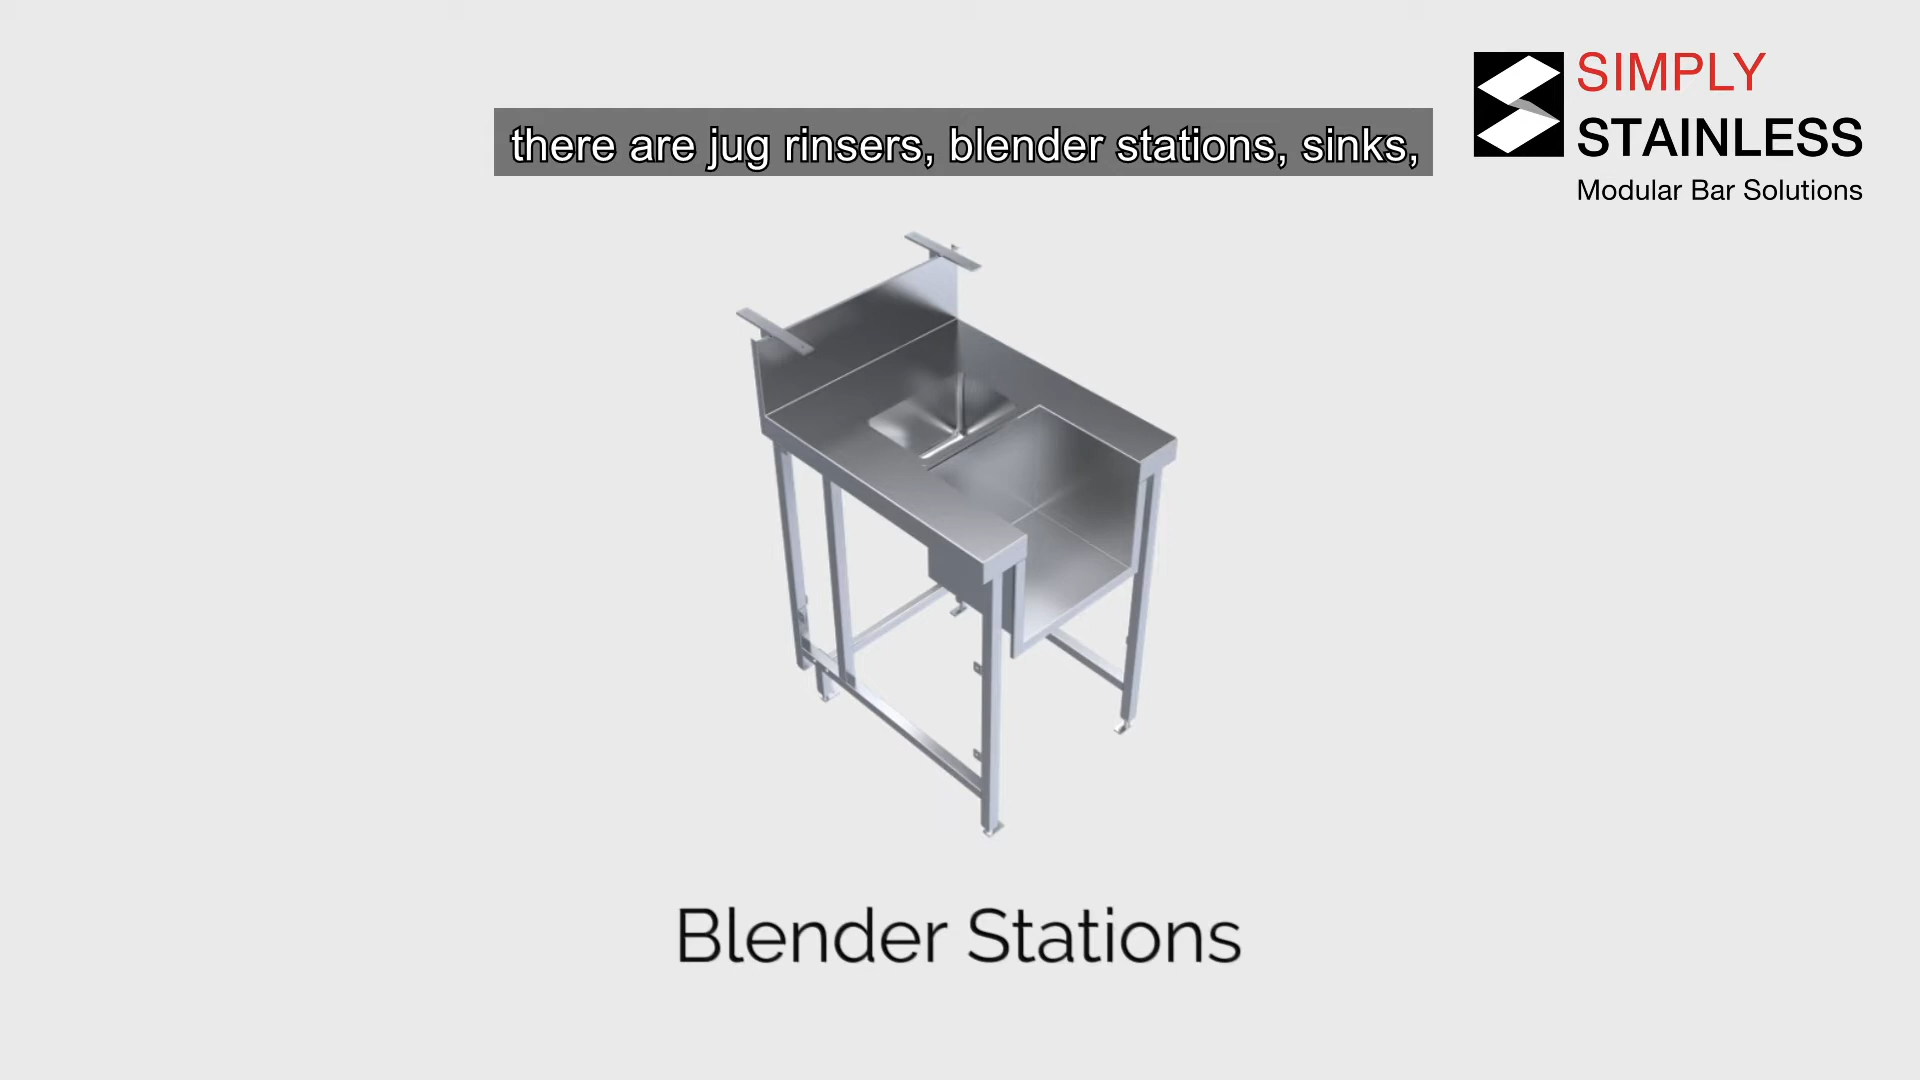 SIMPLY
STAINLESS
Modular Bar Solutions
there are jug rinsers, blender stations, sinks,
Blender Stations